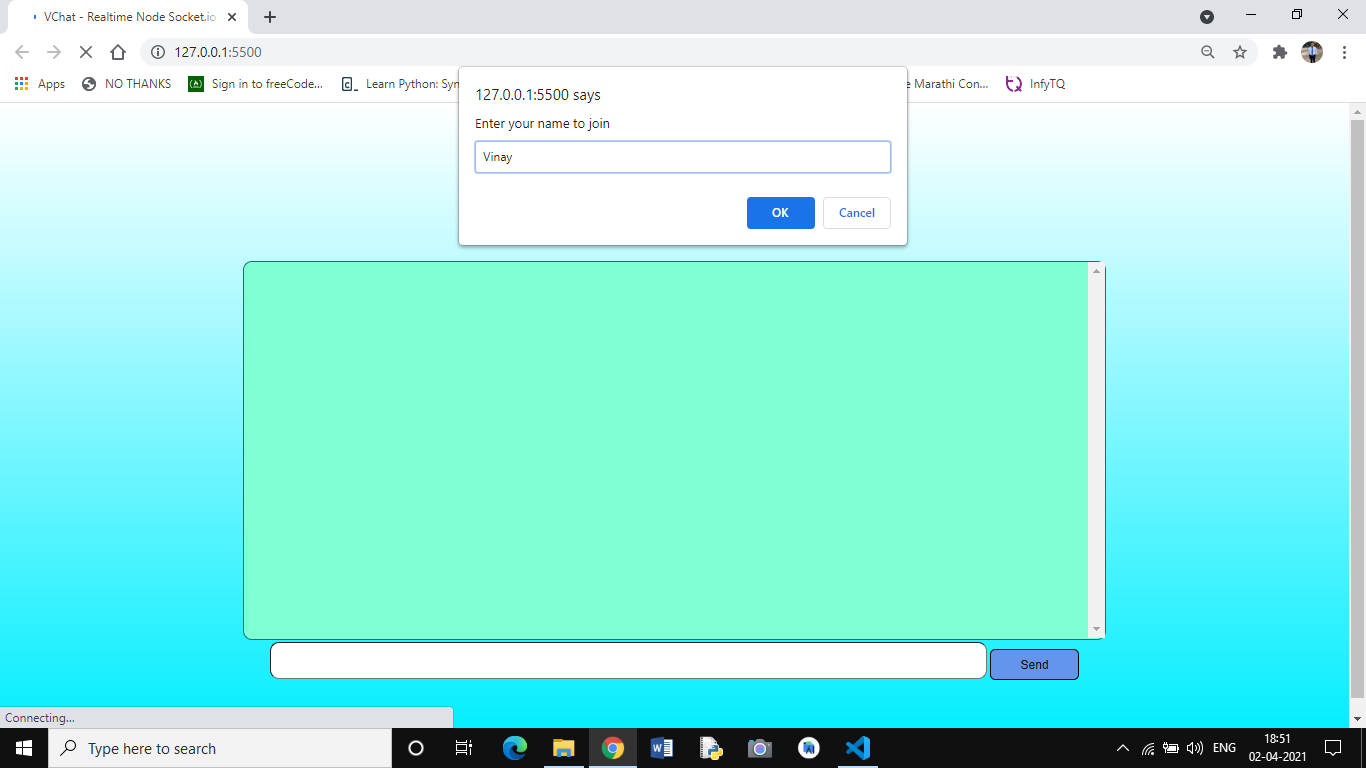 VChat - Realtime Node Socket.io
127.0.0.1:5500
Apps
NO THANKS
Sign in to freeCode...
Learn Python: Syn
e Marathi Con...
InfyTQ
127.0.0.1:5500 says
Enter your name to join
Vinay
OK
Cancel
Send
Connecting...
Type here to search
ENG
18:51
02-04-2021